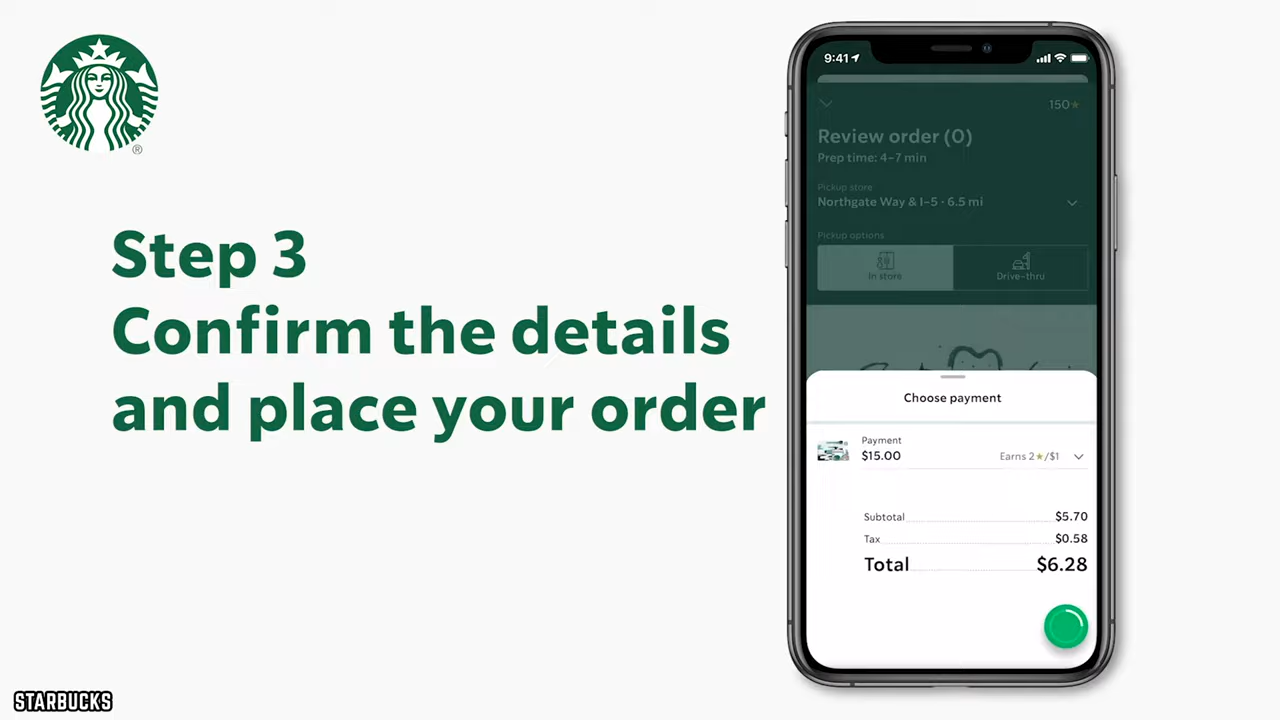 ®
Step 3
Confirm the details
and place your order
STARBUCKS
9:41
150★
Review order (0)
Prep time: 4–7 min
Pickup store
Northgate Way & I–5 · 6.5 mi
Pickup options
In store
Drive–thru
Choose payment
Payment
$15.00
Earns 2★/$1
Subtotal $5.70
Tax $0.58
Total $6.28